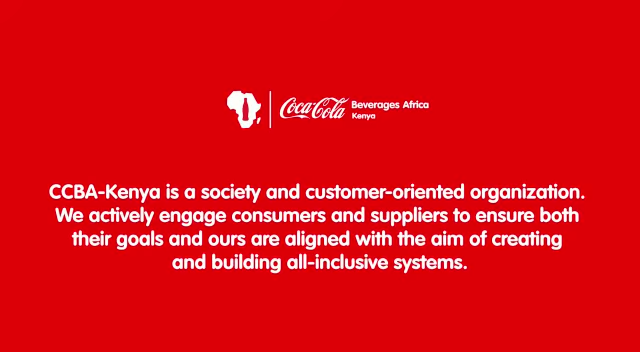 Coca-Cola Beverages Africa
Kenya
CCBA-Kenya is a society and customer-oriented organization.
We actively engage consumers and suppliers to ensure both
their goals and ours are aligned with the aim of creating
and building all-inclusive systems.